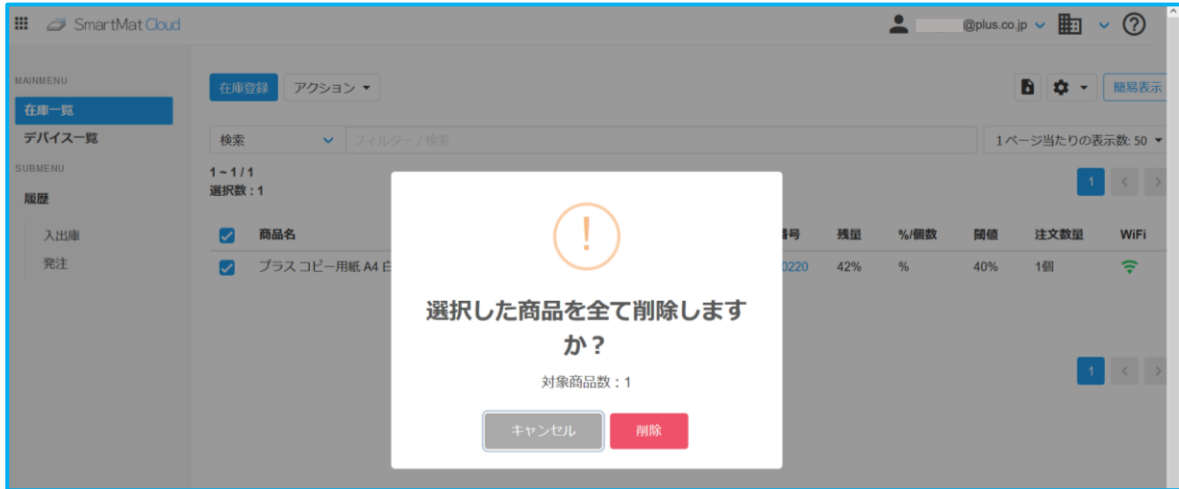 SmartMat Cloud
@plus.co.jp
MAINMENU
在庫一覧
デバイス一覧
SUBMENU
履歴
入出庫
発注
在庫登録 アクション
簡易表示
検索 フィルター / 検索
1ページ当たりの表示数: 50
1 ~ 1 / 1
選択数 : 1
1 < >
商品名 番号 残量 %/個数 閾値 注文数量 WiFi
プラス コピー用紙 A4 白 0220 42% % 40% 1個
!
選択した商品を全て削除します
か？
対象商品数 : 1
キャンセル 削除
1 < >